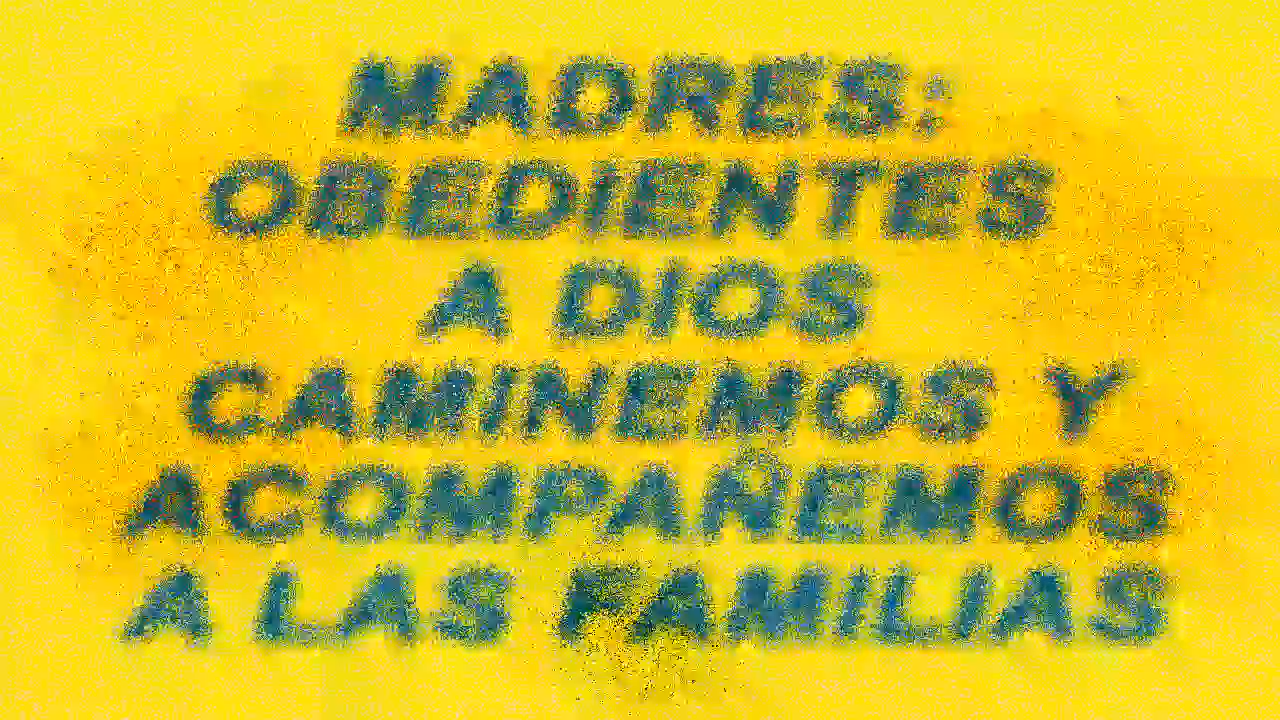 MADRES:
OBEDIENTES
A DIOS
CAMINEMOS Y
ACOMPAÑEMOS
A LAS FAMILIAS